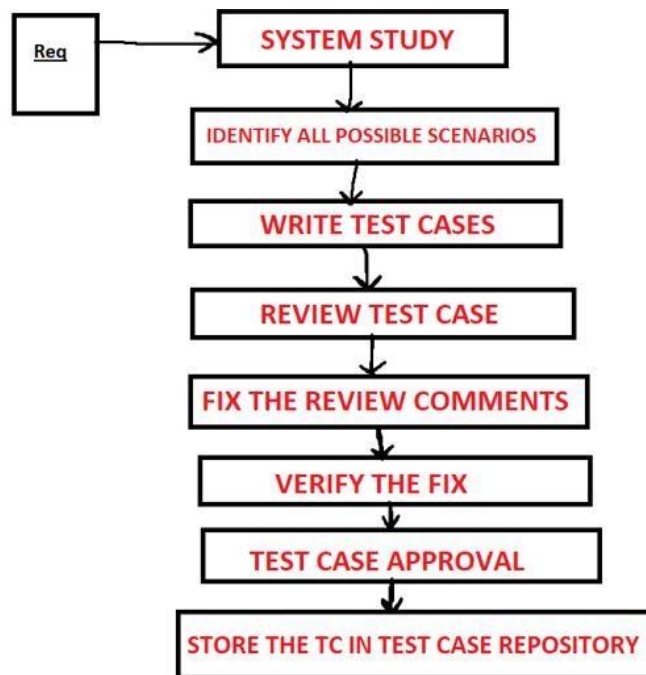 Req
SYSTEM STUDY
IDENTIFY ALL POSSIBLE SCENARIOS
WRITE TEST CASES
REVIEW TEST CASE
FIX THE REVIEW COMMENTS
VERIFY THE FIX
TEST CASE APPROVAL
STORE THE TC IN TEST CASE REPOSITORY